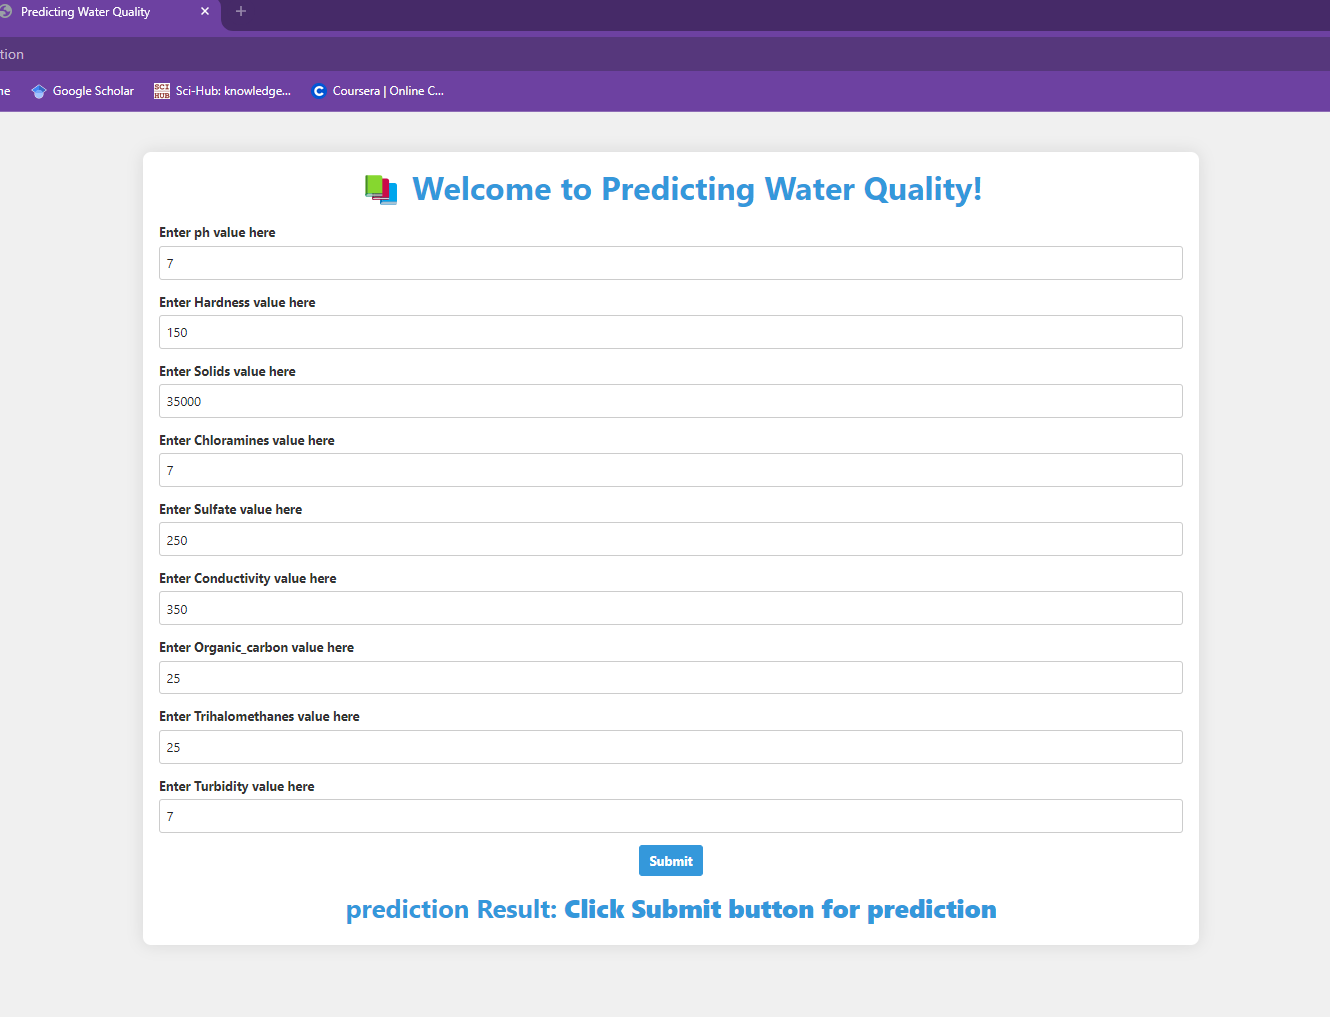 Predicting Water Quality
tion
ne Google Scholar Sci-Hub: knowledge... Coursera | Online C...
Welcome to Predicting Water Quality!
Enter ph value here
7
Enter Hardness value here
150
Enter Solids value here
35000
Enter Chloramines value here
7
Enter Sulfate value here
250
Enter Conductivity value here
350
Enter Organic_carbon value here
25
Enter Trihalomethanes value here
25
Enter Turbidity value here
7
Submit
prediction Result: Click Submit button for prediction